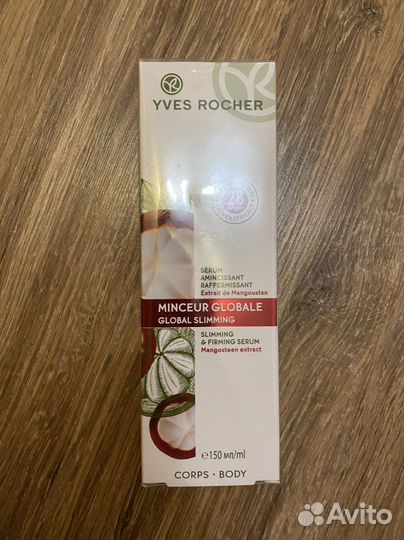 YVES ROCHER
28
SÉRUM
AMINCISSANT
RAFFERMISSANT
Extrait de Mangoustan
MINCEUR GLOBALE
GLOBAL SLIMMING
SLIMMING
& FIRMING SERUM
Mangosteen extract
℮150 мл/ml
CORPS · BODY
Avito